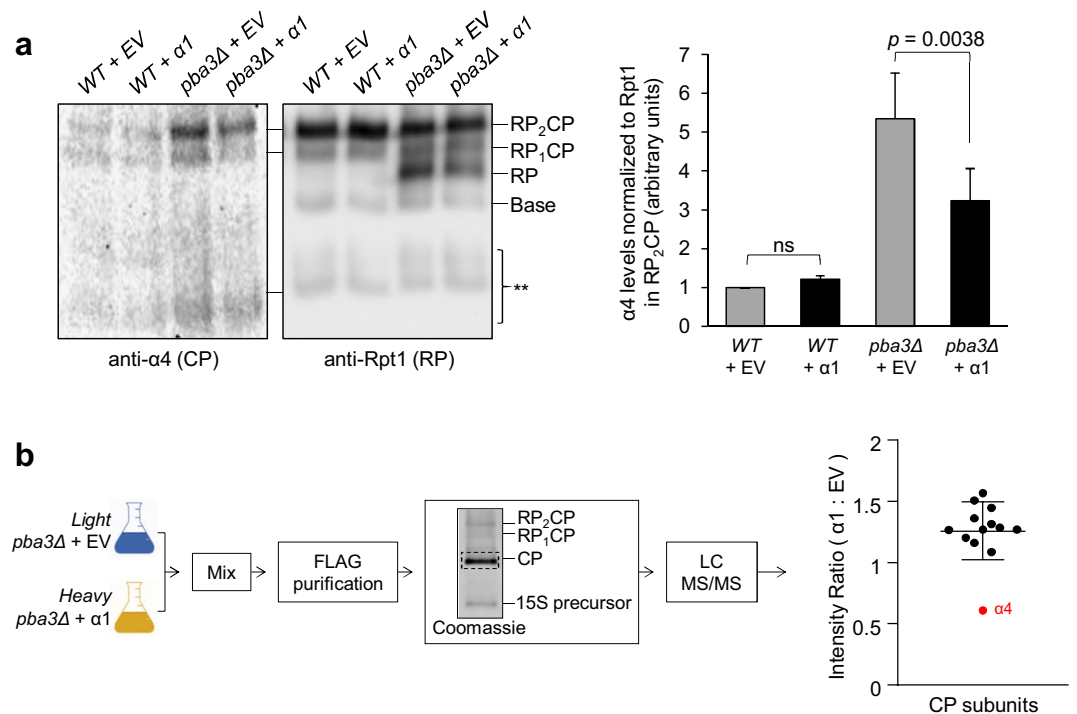 a
WT + EV
WT + α1
pba3Δ + EV
pba3Δ + α1
WT + EV
WT + α1
pba3Δ + EV
pba3Δ + α1
RP₂CP
RP₁CP
RP
Base
**
anti-α4 (CP)
anti-Rpt1 (RP)
α4 levels normalized to Rpt1
in RP₂CP (arbitrary units)
8
7
6
5
4
3
2
1
0
p = 0.0038
ns
WT
+ EV
WT
+ α1
pba3Δ
+ EV
pba3Δ
+ α1
b
Light
pba3Δ + EV
Heavy
pba3Δ + α1
Mix
FLAG
purification
RP₂CP
RP₁CP
CP
15S precursor
Coomassie
LC
MS/MS
Intensity Ratio ( α1 : EV )
2
1.5
1
0.5
0
α4
CP subunits